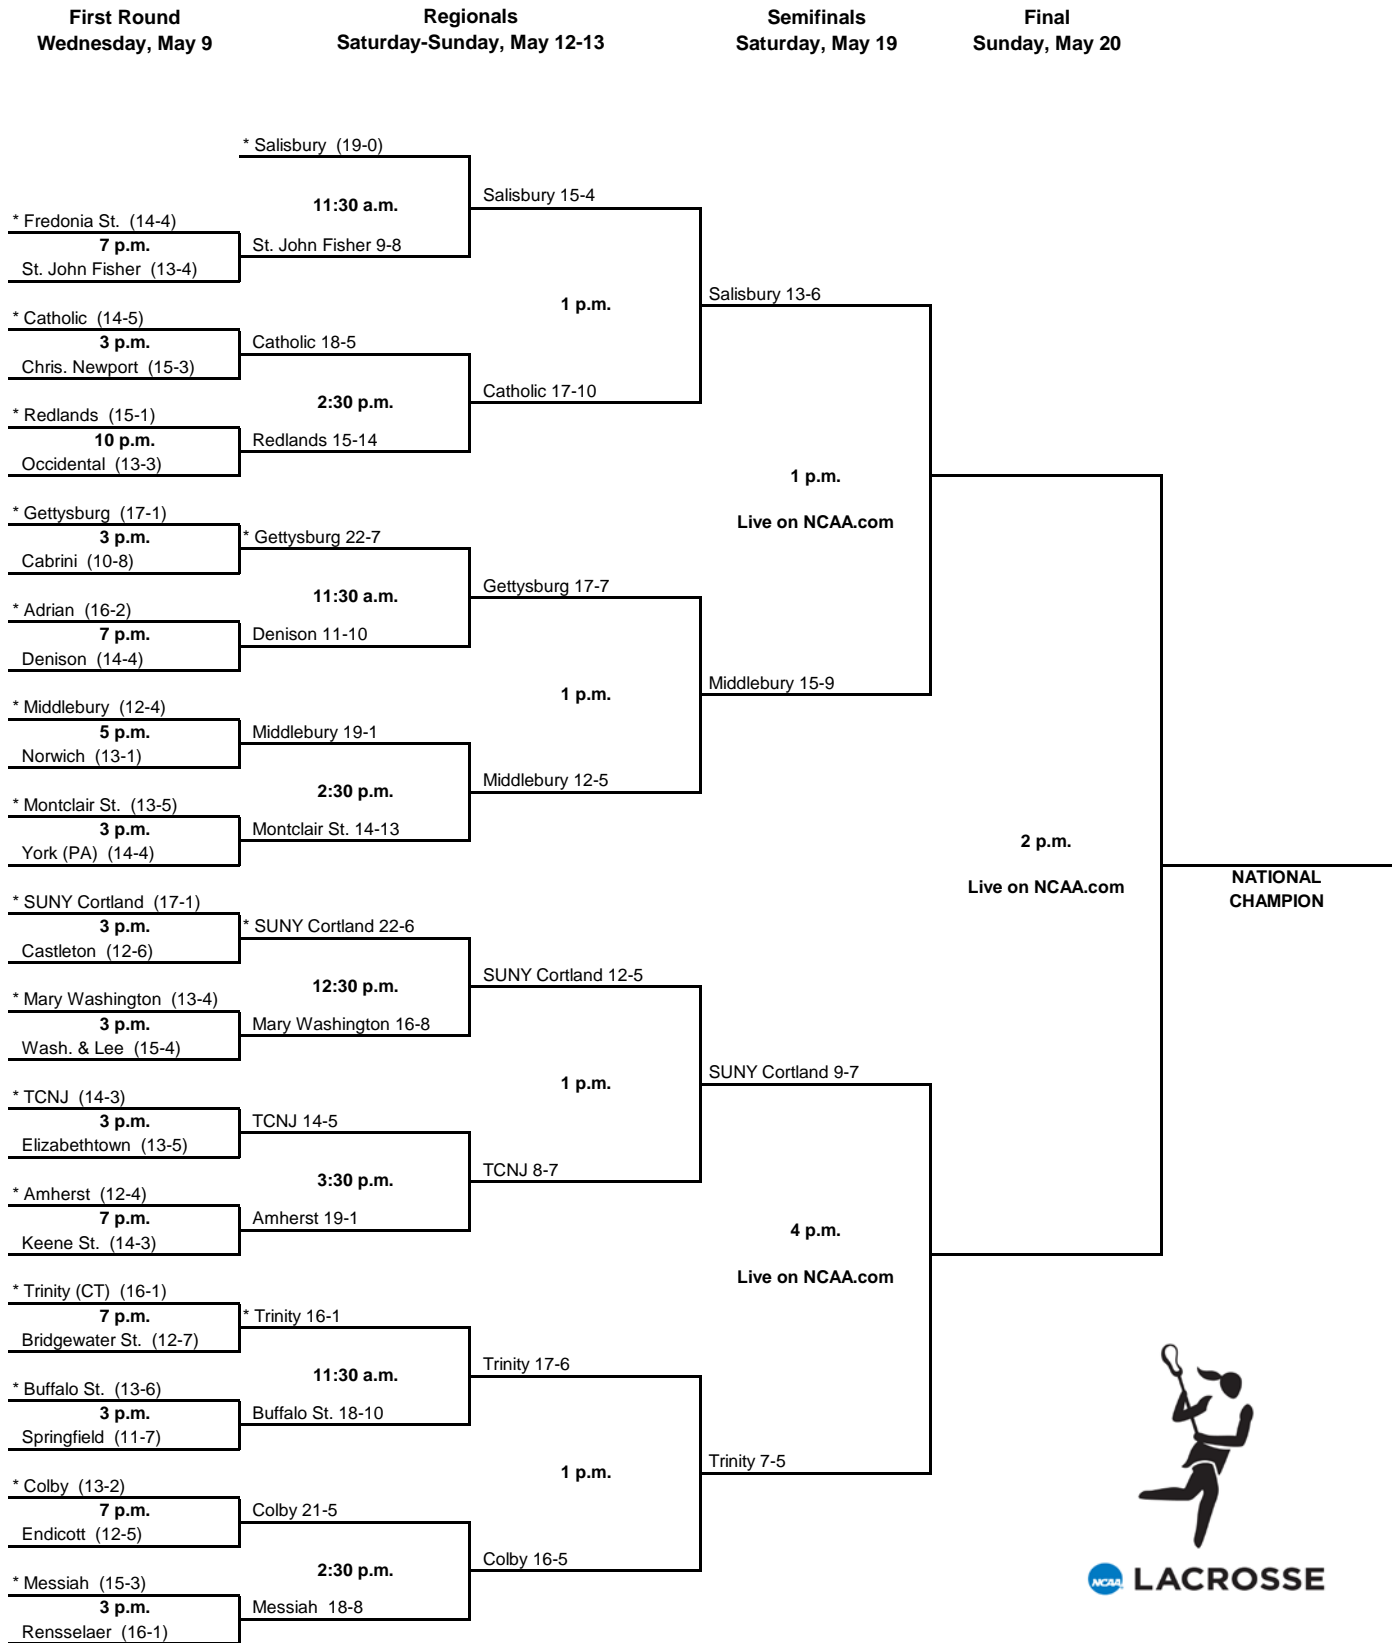 First Round
Wednesday, May 9
Regionals
Saturday-Sunday, May 12-13
Semifinals
Saturday, May 19
Final
Sunday, May 20
* Salisbury (19-0)
11:30 a.m.
Salisbury 15-4
* Fredonia St. (14-4)
7 p.m.
St. John Fisher 9-8
St. John Fisher (13-4)
1 p.m.
Salisbury 13-6
* Catholic (14-5)
3 p.m.
Catholic 18-5
Chris. Newport (15-3)
2:30 p.m.
Catholic 17-10
* Redlands (15-1)
10 p.m.
Redlands 15-14
Occidental (13-3)
1 p.m.
Live on NCAA.com
* Gettysburg (17-1)
3 p.m.
* Gettysburg 22-7
Cabrini (10-8)
11:30 a.m.
Gettysburg 17-7
* Adrian (16-2)
7 p.m.
Denison 11-10
Denison (14-4)
1 p.m.
Middlebury 15-9
* Middlebury (12-4)
5 p.m.
Middlebury 19-1
Norwich (13-1)
2:30 p.m.
Middlebury 12-5
* Montclair St. (13-5)
3 p.m.
Montclair St. 14-13
York (PA) (14-4)
2 p.m.
Live on NCAA.com
NATIONAL
CHAMPION
* SUNY Cortland (17-1)
3 p.m.
* SUNY Cortland 22-6
Castleton (12-6)
12:30 p.m.
SUNY Cortland 12-5
* Mary Washington (13-4)
3 p.m.
Mary Washington 16-8
Wash. & Lee (15-4)
1 p.m.
SUNY Cortland 9-7
* TCNJ (14-3)
3 p.m.
TCNJ 14-5
Elizabethtown (13-5)
3:30 p.m.
TCNJ 8-7
* Amherst (12-4)
7 p.m.
Amherst 19-1
Keene St. (14-3)
4 p.m.
Live on NCAA.com
* Trinity (CT) (16-1)
7 p.m.
* Trinity 16-1
Bridgewater St. (12-7)
11:30 a.m.
Trinity 17-6
* Buffalo St. (13-6)
3 p.m.
Buffalo St. 18-10
Springfield (11-7)
1 p.m.
Trinity 7-5
* Colby (13-2)
7 p.m.
Colby 21-5
Endicott (12-5)
2:30 p.m.
Colby 16-5
* Messiah (15-3)
3 p.m.
Messiah 18-8
Rensselaer (16-1)
NCAA LACROSSE